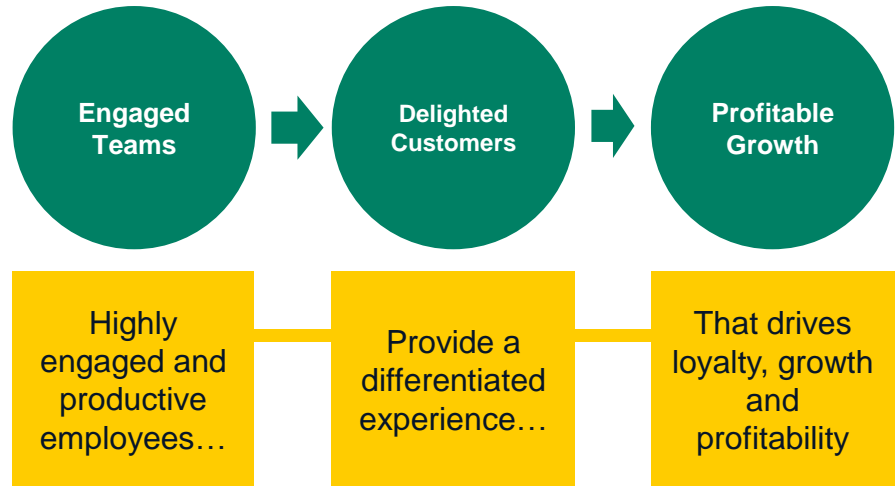 Engaged
Teams
Delighted
Customers
Profitable
Growth
Highly
engaged and
productive
employees…
Provide a
differentiated
experience…
That drives
loyalty, growth
and
profitability